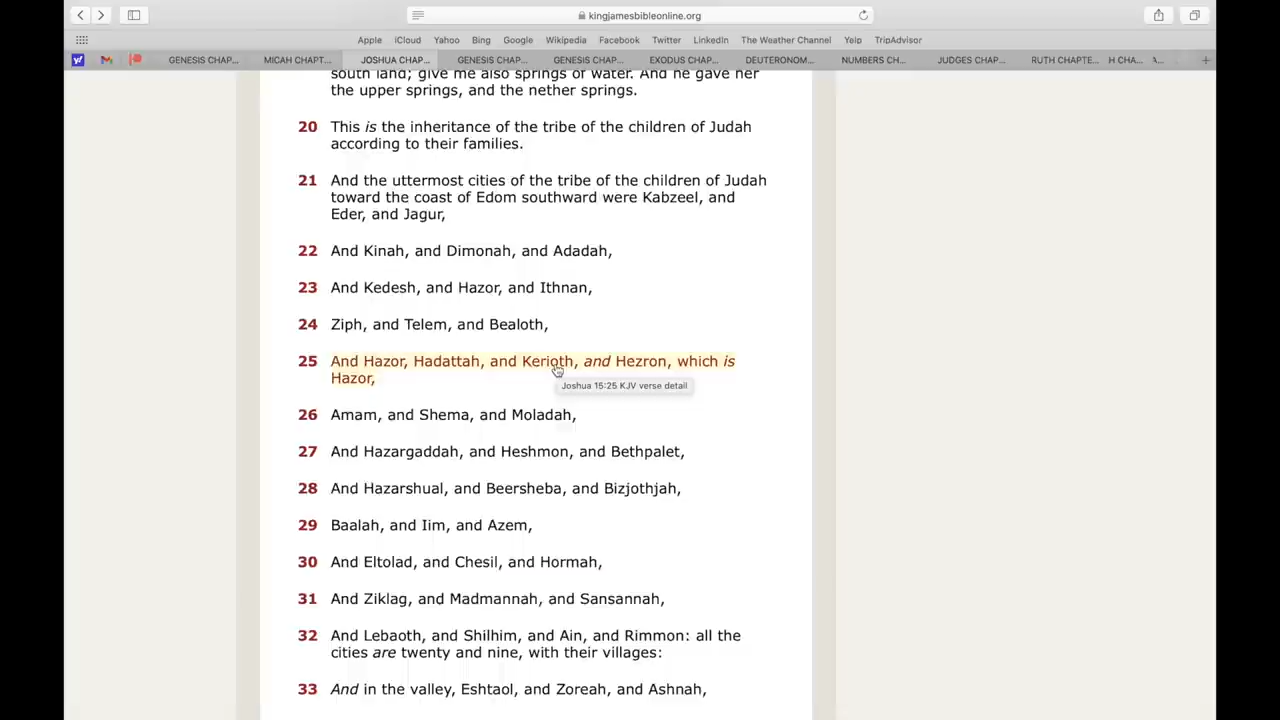 kingjamesbibleonline.org
Apple iCloud Yahoo Bing Google Wikipedia Facebook Twitter LinkedIn The Weather Channel Yelp TripAdvisor
GENESIS CHAP... MICAH CHAPT... JOSHUA CHAP... GENESIS CHAP... GENESIS CHAP... EXODUS CHAP... DEUTERONOM... NUMBERS CH... JUDGES CHAP... RUTH CHAPTE... H CHA... A...
south land; give me also springs of water. And he gave her
the upper springs, and the nether springs.
20 This is the inheritance of the tribe of the children of Judah
according to their families.
21 And the uttermost cities of the tribe of the children of Judah
toward the coast of Edom southward were Kabzeel, and
Eder, and Jagur,
22 And Kinah, and Dimonah, and Adadah,
23 And Kedesh, and Hazor, and Ithnan,
24 Ziph, and Telem, and Bealoth,
25 And Hazor, Hadattah, and Kerioth, and Hezron, which is
Hazor,
Joshua 15:25 KJV verse detail
26 Amam, and Shema, and Moladah,
27 And Hazargaddah, and Heshmon, and Bethpalet,
28 And Hazarshual, and Beersheba, and Bizjothjah,
29 Baalah, and Iim, and Azem,
30 And Eltolad, and Chesil, and Hormah,
31 And Ziklag, and Madmannah, and Sansannah,
32 And Lebaoth, and Shilhim, and Ain, and Rimmon: all the
cities are twenty and nine, with their villages:
33 And in the valley, Eshtaol, and Zoreah, and Ashnah,